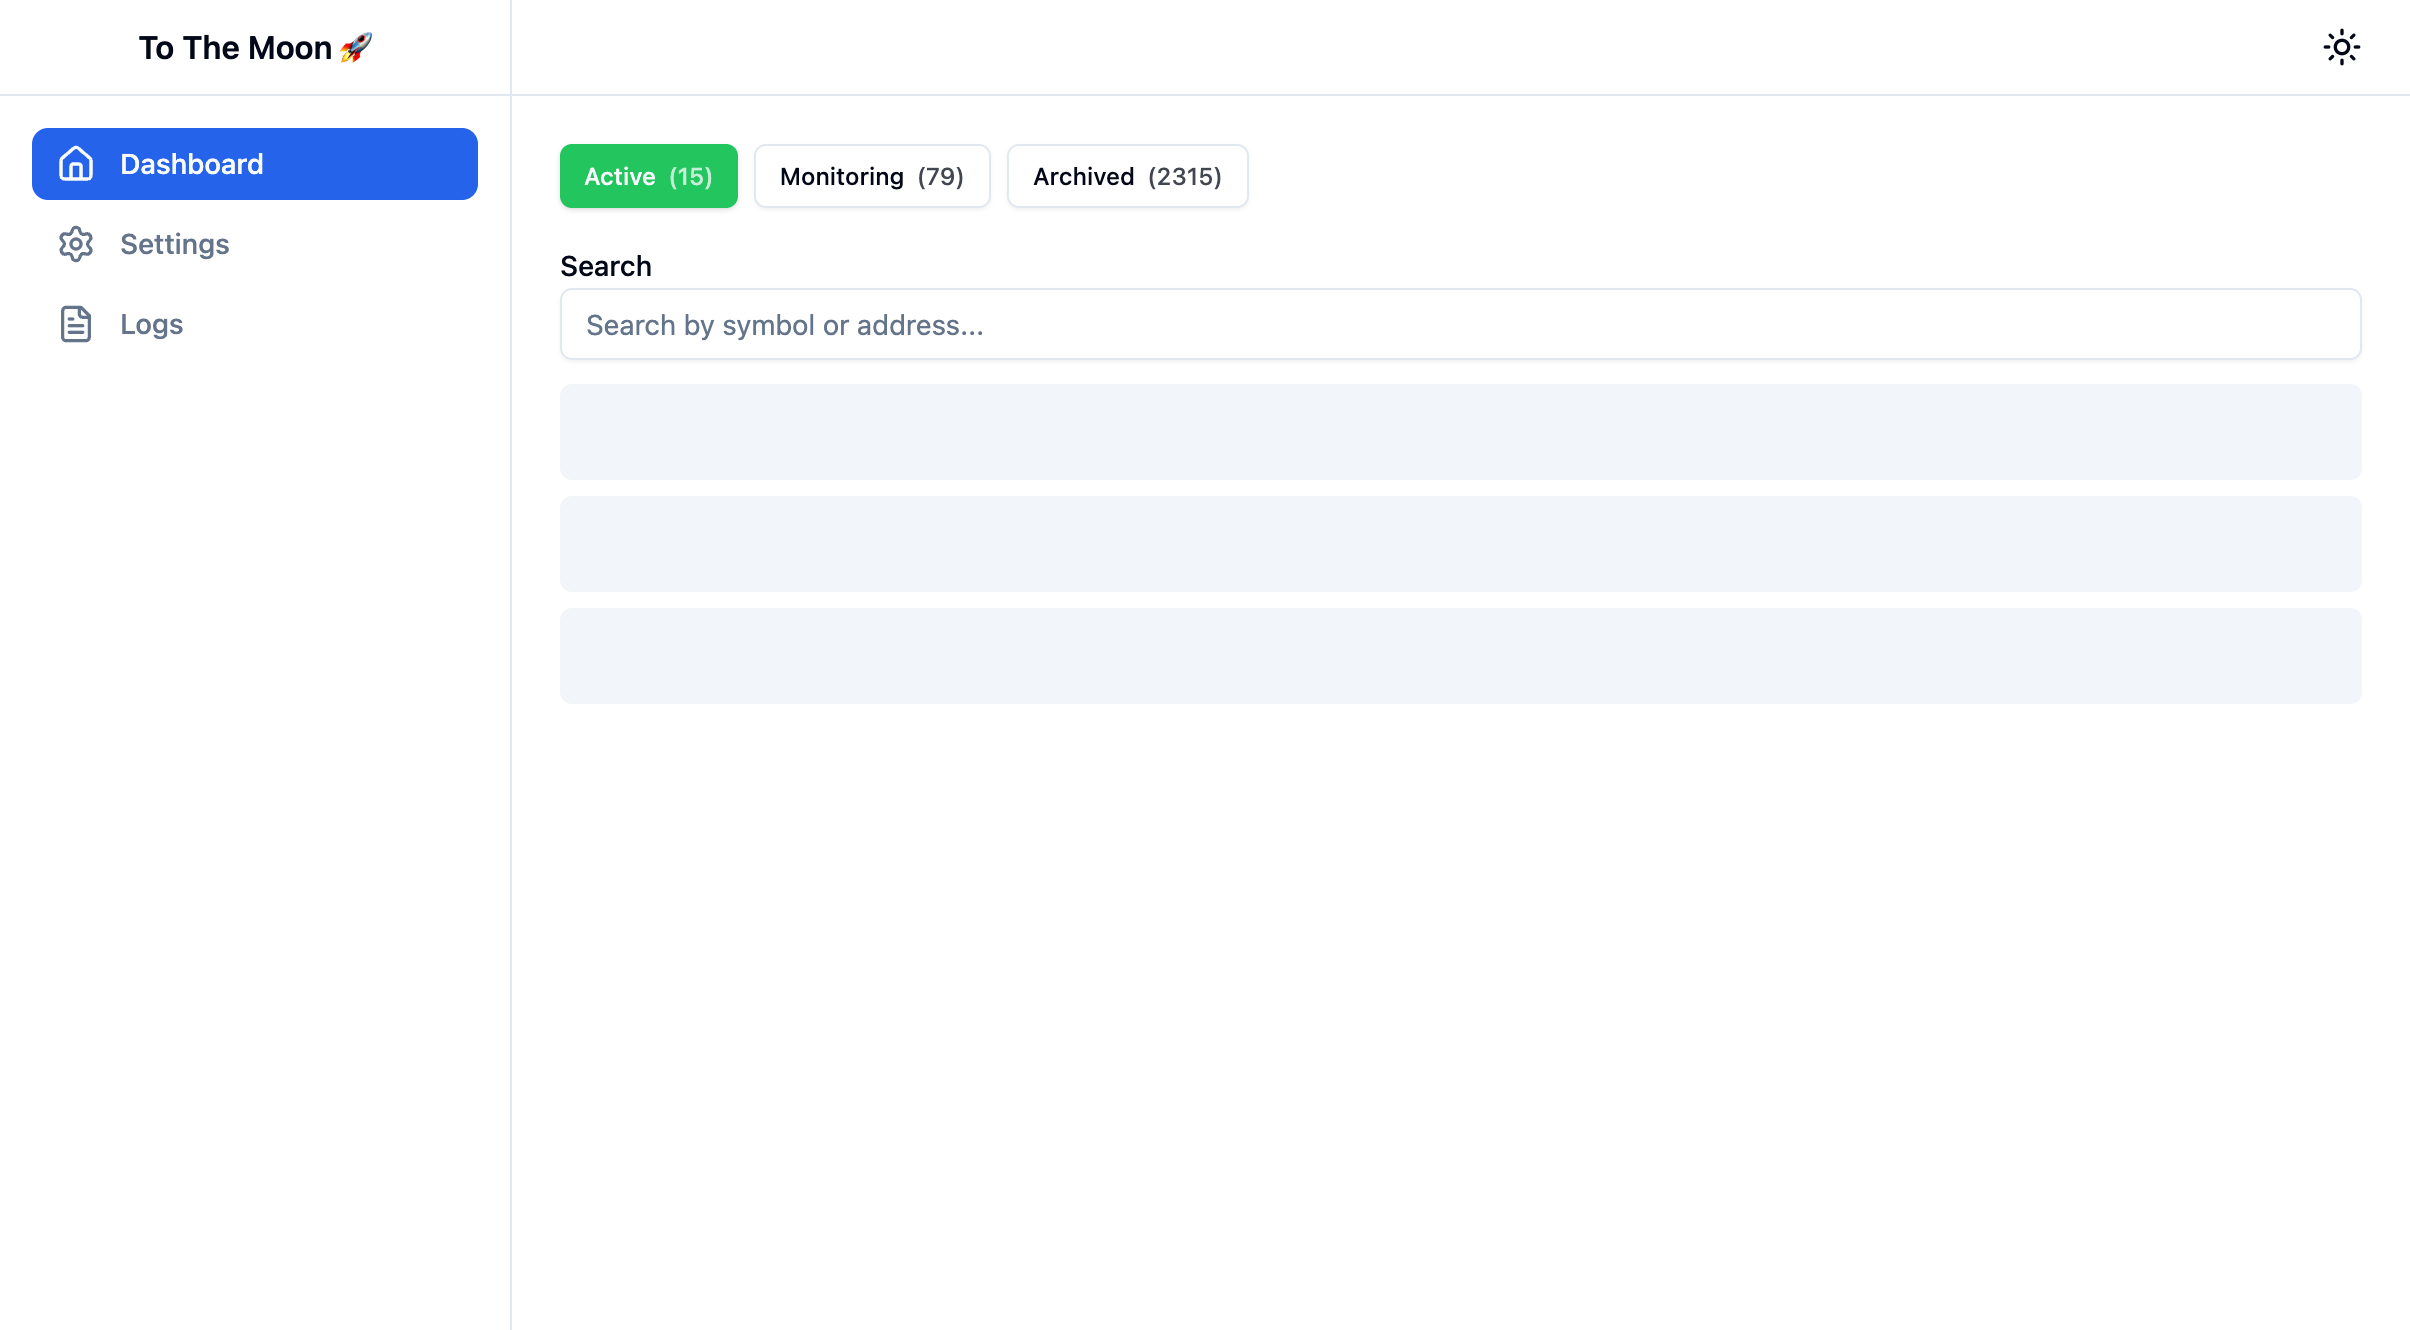 To The Moon 🚀
Dashboard
Settings
Logs
Active (15)
Monitoring (79)
Archived (2315)
Search
Search by symbol or address...